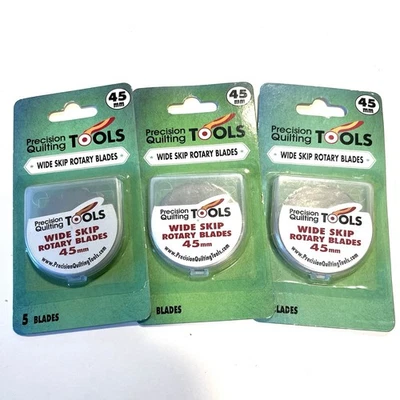 45
mm
Precision
Quilting TOOLS
WIDE SKIP ROTARY BLADES
Precision
Quilting TOOLS
WIDE SKIP
ROTARY BLADES
45mm
www.PrecisionQuiltingTools.com
5 BLADES
45
mm
Precision
Quilting TOOLS
WIDE SKIP ROTARY BLADES
Precision
Quilting TOOLS
WIDE SKIP
ROTARY BLADES
45mm
www.PrecisionQuiltingTools.com
BLADES
45
mm
Precision
Quilting TOOLS
WIDE SKIP ROTARY BLADES
Precision
Quilting TOOLS
WIDE SKIP
ROTARY BLADES
45mm
www.PrecisionQuiltingTools.com
BLADES